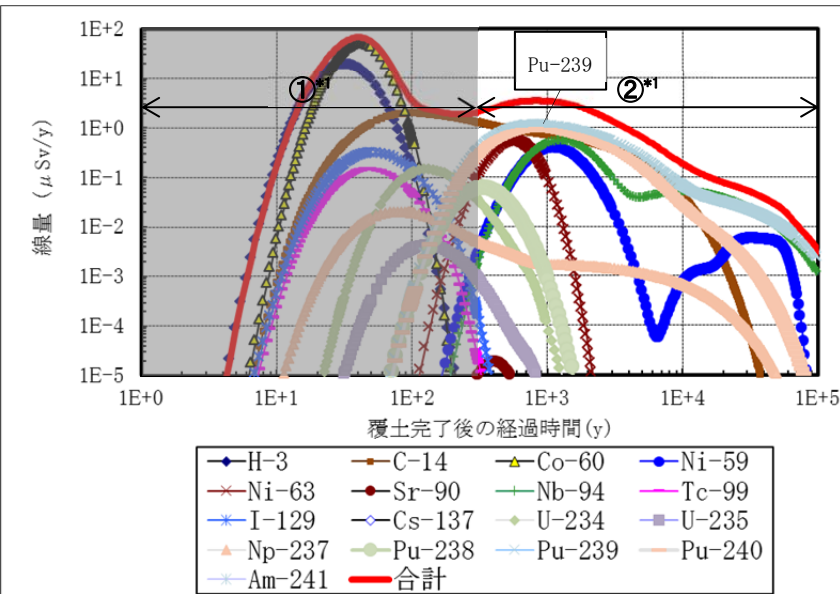 1E+2
1E+1
1E+0
1E-1
1E-2
1E-3
1E-4
1E-5
線量 (μSv/y)
①*1
Pu-239
②*1
1E+0 1E+1 1E+2 1E+3 1E+4 1E+5
覆土完了後の経過時間(y)
H-3 C-14 Co-60 Ni-59
Ni-63 Sr-90 Nb-94 Tc-99
I-129 Cs-137 U-234 U-235
Np-237 Pu-238 Pu-239 Pu-240
Am-241 合計